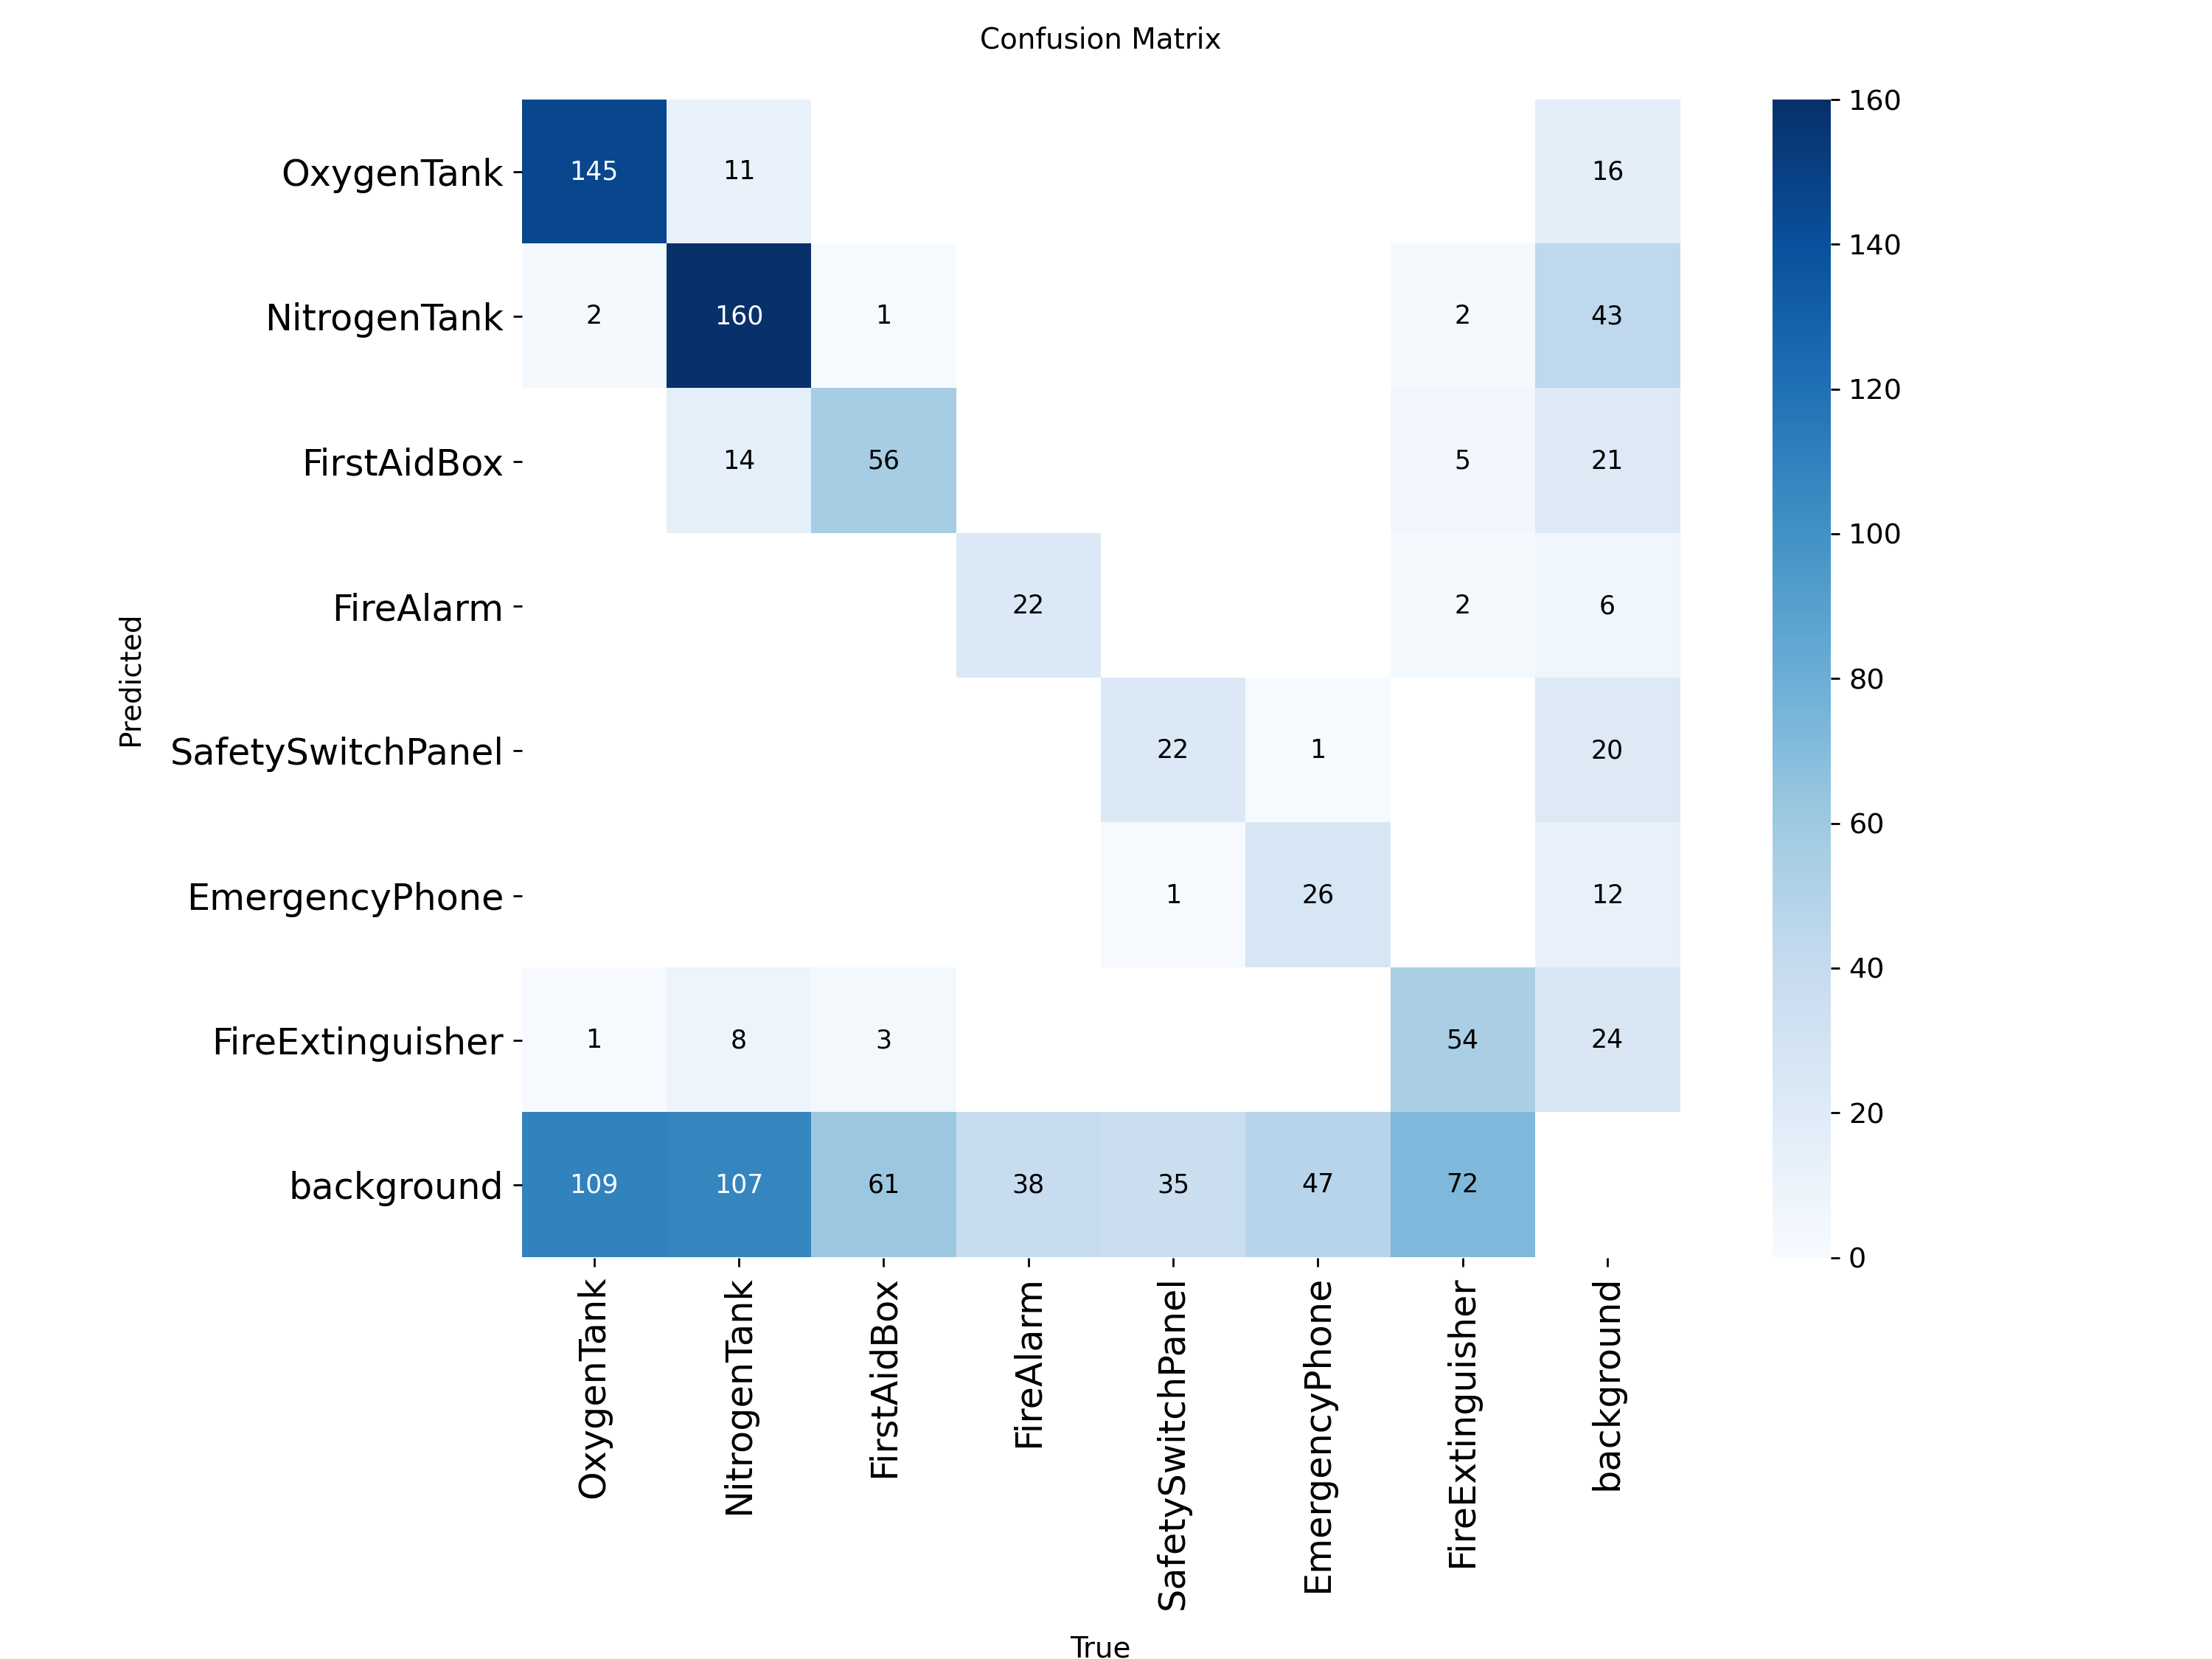 Confusion Matrix
Predicted
OxygenTank 145 11 16
NitrogenTank 2 160 1 2 43
FirstAidBox 14 56 5 21
FireAlarm 22 2 6
SafetySwitchPanel 22 1 20
EmergencyPhone 1 26 12
FireExtinguisher 1 8 3 54 24
background 109 107 61 38 35 47 72
OxygenTank
NitrogenTank
FirstAidBox
FireAlarm
SafetySwitchPanel
EmergencyPhone
FireExtinguisher
background
True
160
140
120
100
80
60
40
20
0